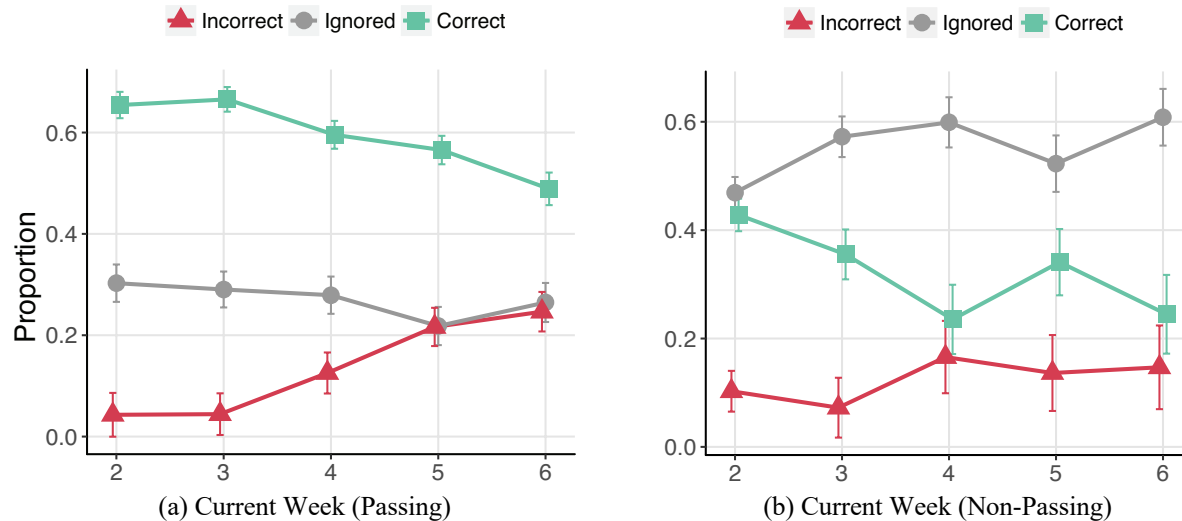 Incorrect Ignored Correct
Proportion
0.6
0.4
0.2
0.0
2 3 4 5 6
(a) Current Week (Passing)
Incorrect Ignored Correct
0.6
0.4
0.2
0.0
2 3 4 5 6
(b) Current Week (Non-Passing)